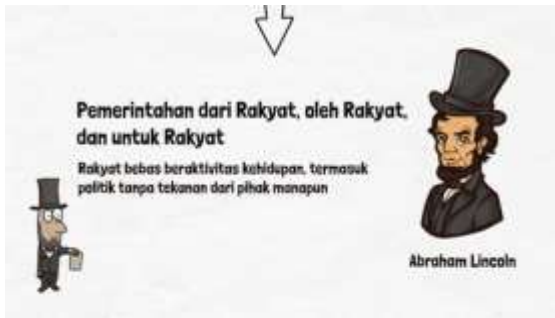 Pemerintahan dari Rakyat, oleh Rakyat,
dan untuk Rakyat
Rakyat bebas beraktivitas kehidupan, termasuk
politik tanpa tekanan dari pihak manapun
Abraham Lincoln